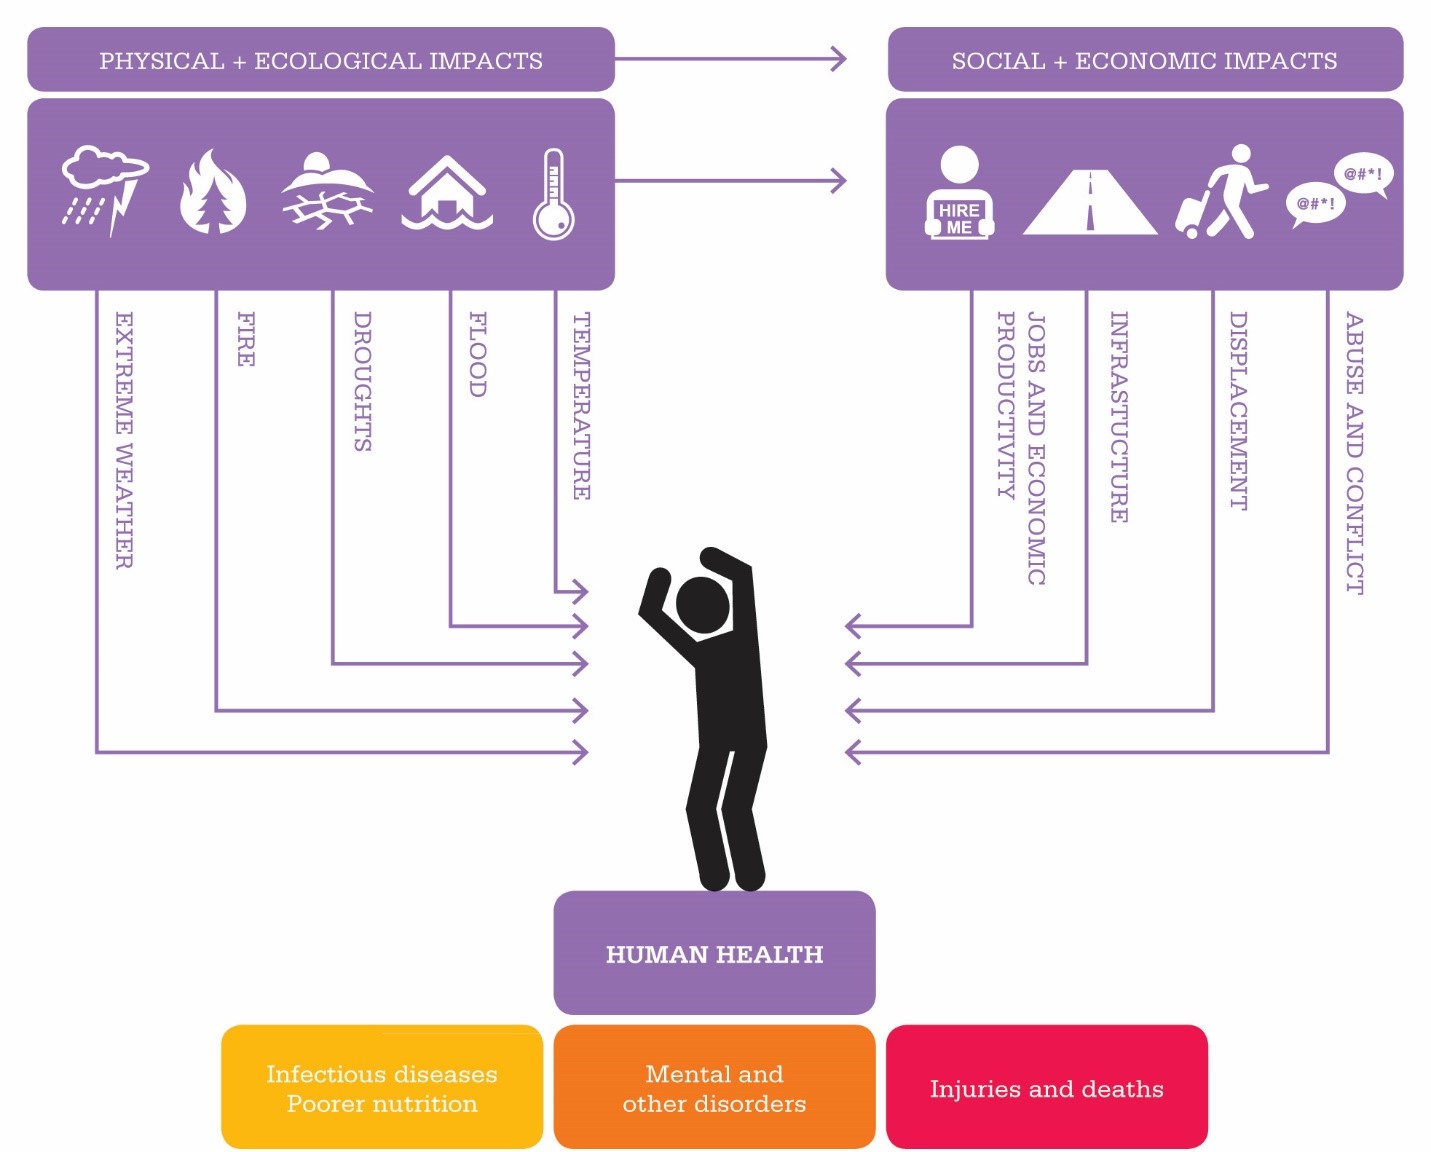 PHYSICAL + ECOLOGICAL IMPACTS
SOCIAL + ECONOMIC IMPACTS
HIRE
ME
@#*!
@#*!
EXTREME WEATHER
FIRE
DROUGHTS
FLOOD
TEMPERATURE
JOBS AND ECONOMIC
PRODUCTIVITY
INFRASTUCTURE
DISPLACEMENT
ABUSE AND CONFLICT
HUMAN HEALTH
Infectious diseases
Poorer nutrition
Mental and
other disorders
Injuries and deaths